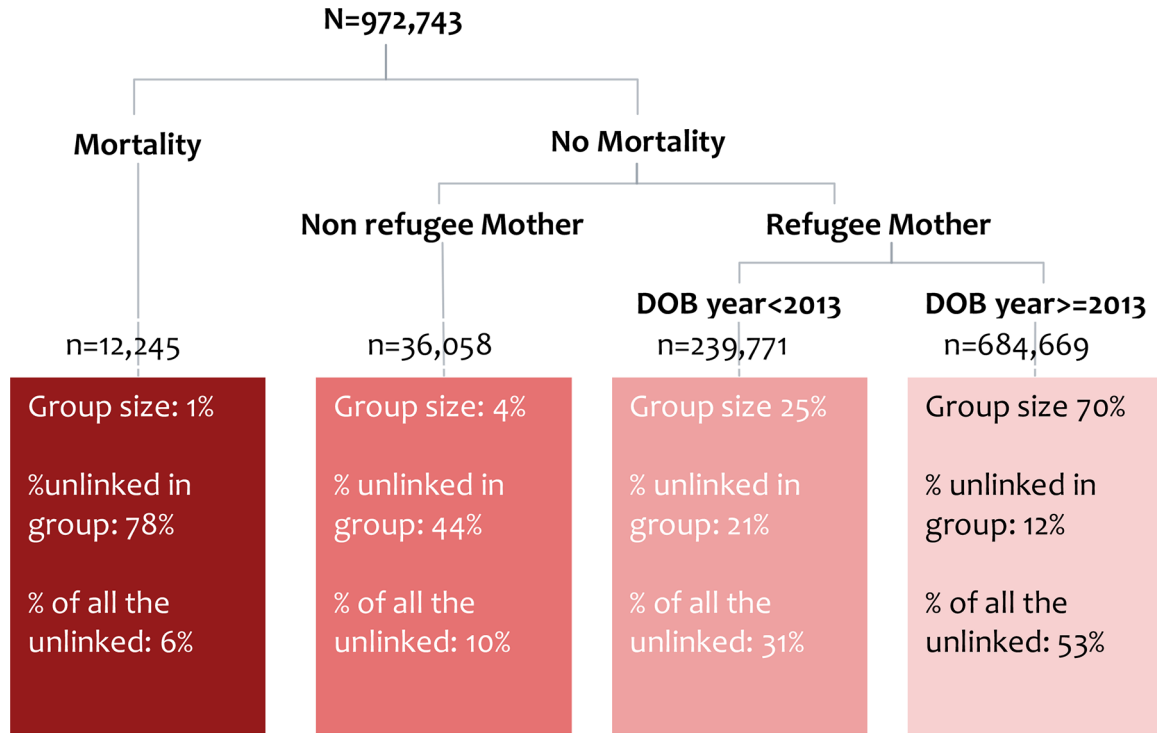 N=972,743
Mortality
No Mortality
Non refugee Mother
Refugee Mother
DOB year<2013
DOB year>=2013
n=12,245
n=36,058
n=239,771
n=684,669
Group size: 1%
%unlinked in
group: 78%
% of all the
unlinked: 6%
Group size: 4%
% unlinked in
group: 44%
% of all the
unlinked: 10%
Group size 25%
% unlinked in
group: 21%
% of all the
unlinked: 31%
Group size 70%
% unlinked in
group: 12%
% of all the
unlinked: 53%